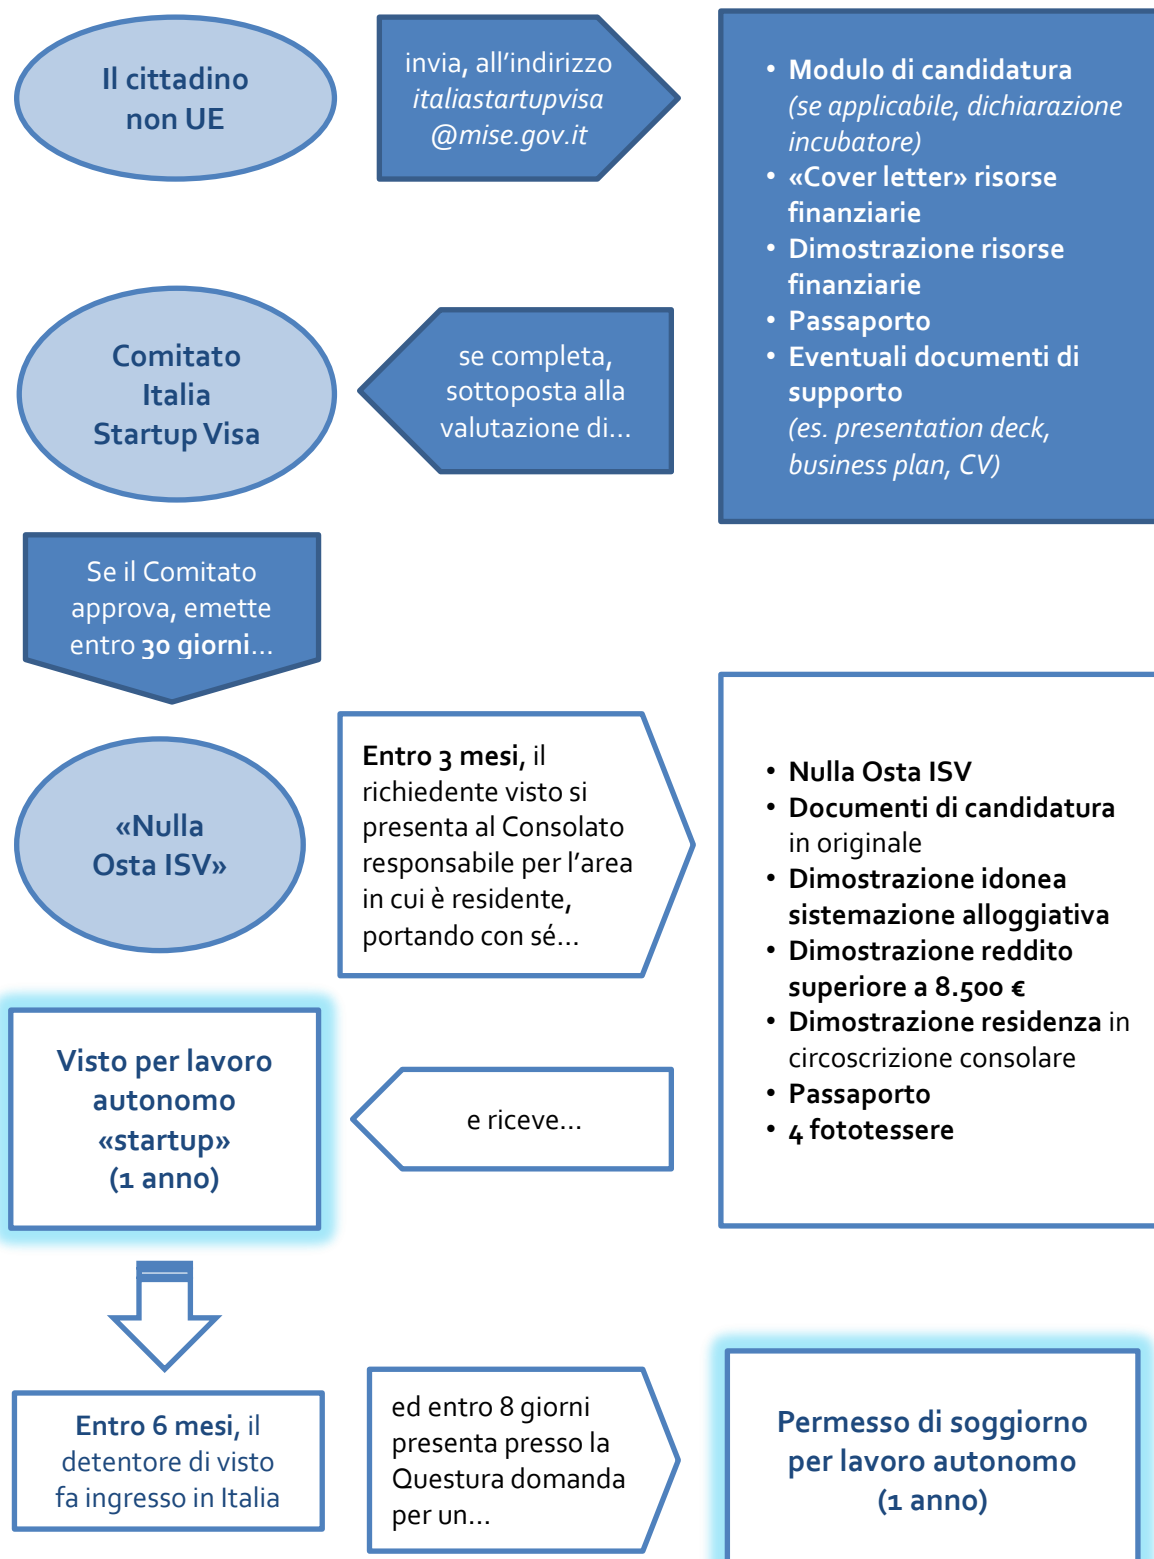 Il cittadino
non UE
invia, all'indirizzo
italiastartupvisa
@mise.gov.it
• Modulo di candidatura
(se applicabile, dichiarazione
incubatore)
• «Cover letter» risorse
finanziarie
• Dimostrazione risorse
finanziarie
• Passaporto
• Eventuali documenti di
supporto
(es. presentation deck,
business plan, CV)
se completa,
sottoposta alla
valutazione di...
Comitato
Italia
Startup Visa
Se il Comitato
approva, emette
entro 30 giorni...
«Nulla
Osta ISV»
Entro 3 mesi, il
richiedente visto si
presenta al Consolato
responsabile per l'area
in cui è residente,
portando con sé...
• Nulla Osta ISV
• Documenti di candidatura
in originale
• Dimostrazione idonea
sistemazione alloggiativa
• Dimostrazione reddito
superiore a 8.500 €
• Dimostrazione residenza in
circoscrizione consolare
• Passaporto
• 4 fototessere
e riceve...
Visto per lavoro
autonomo
«startup»
(1 anno)
Entro 6 mesi, il
detentore di visto
fa ingresso in Italia
ed entro 8 giorni
presenta presso la
Questura domanda
per un...
Permesso di soggiorno
per lavoro autonomo
(1 anno)